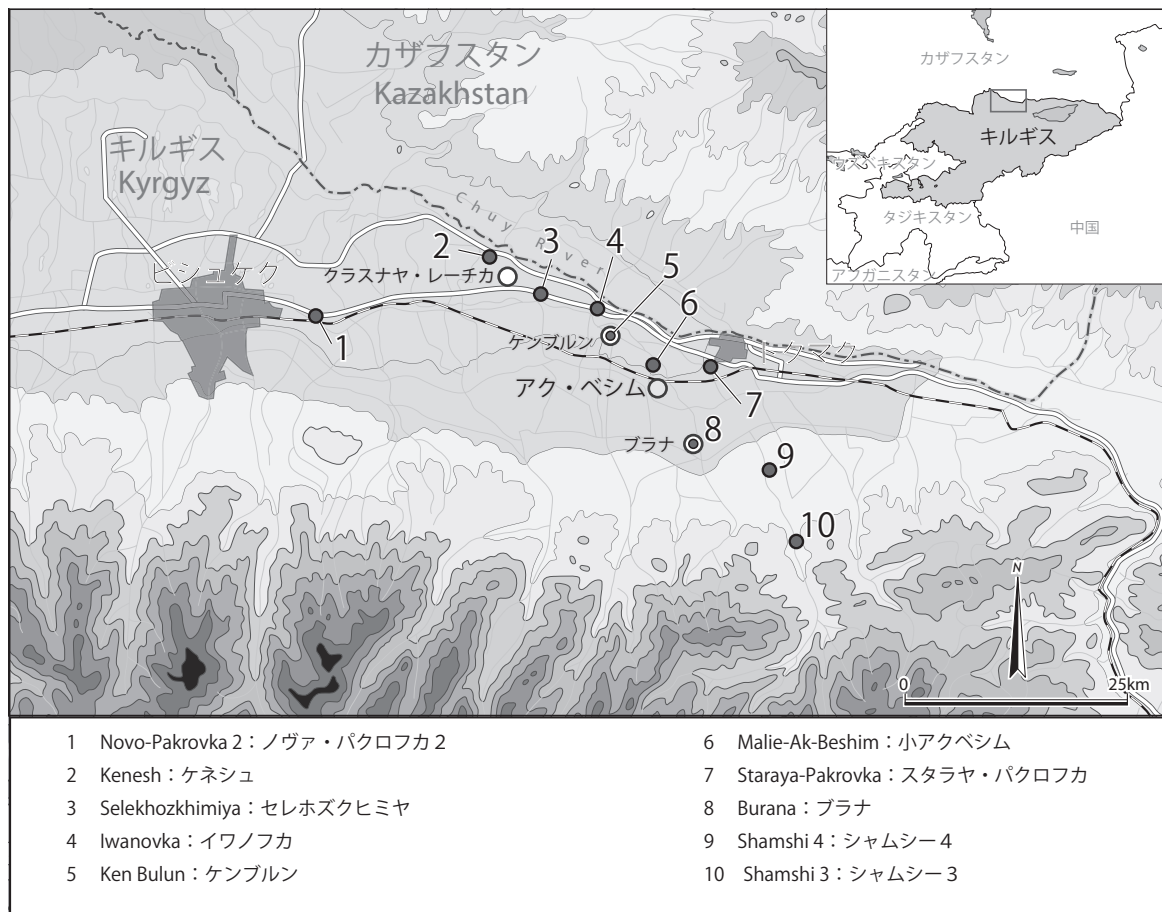 カザフスタン
Kazakhstan
キルギス
Kyrgyz
Chuy River
ビシュケク
クラスナヤ・レーチカ
ケンブルン
アク・ベシム
トクマク
ブラナ
1
2
3
4
5
6
7
8
9
10
カザフスタン
キルギス
ウズベキスタン
タジキスタン
中国
アフガニスタン
N
0 25km
1 Novo-Pakrovka 2：ノヴァ・パクロフカ 2
2 Kenesh：ケネシュ
3 Selekhozkhimiya：セレホズクヒミヤ
4 Iwanovka：イワノフカ
5 Ken Bulun：ケンブルン
6 Malie-Ak-Beshim：小アクベシム
7 Staraya-Pakrovka：スタラヤ・パクロフカ
8 Burana：ブラナ
9 Shamshi 4：シャムシー 4
10 Shamshi 3：シャムシー 3